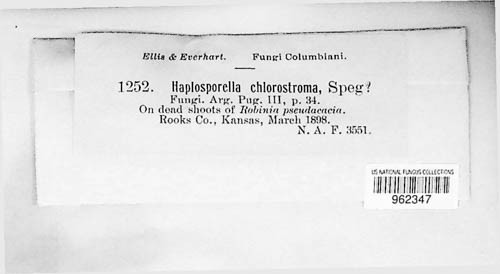 Ellis & Everhart. Fungi Columbiani.
1252. Haplosporella chlorostroma, Speg?
Fungi. Arg. Pug. III, p. 34.
On dead shoots of Robinia pseudacacia.
Rooks Co., Kansas, March 1898.
N. A. F. 3551.
US NATIONAL FUNGUS COLLECTIONS
962347